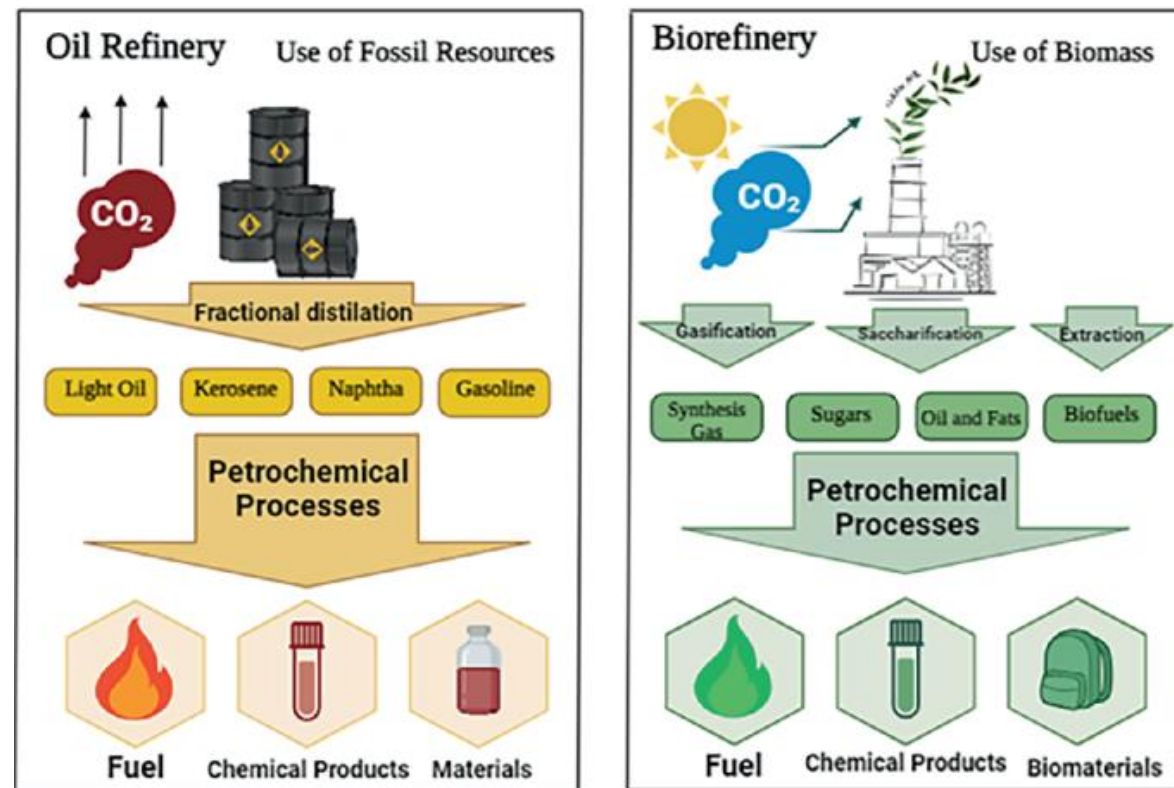 Oil Refinery
Use of Fossil Resources
CO₂
Fractional distilation
Light Oil
Kerosene
Naphtha
Gasoline
Petrochemical
Processes
Fuel
Chemical Products
Materials
Biorefinery
Use of Biomass
CO₂
Gasification
Saccharification
Extraction
Synthesis
Gas
Sugars
Oil and Fats
Biofuels
Petrochemical
Processes
Fuel
Chemical Products
Biomaterials